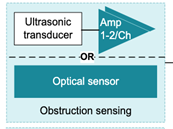 Ultrasonic
transducer
Amp
1-2/Ch
OR
Optical sensor
Obstruction sensing